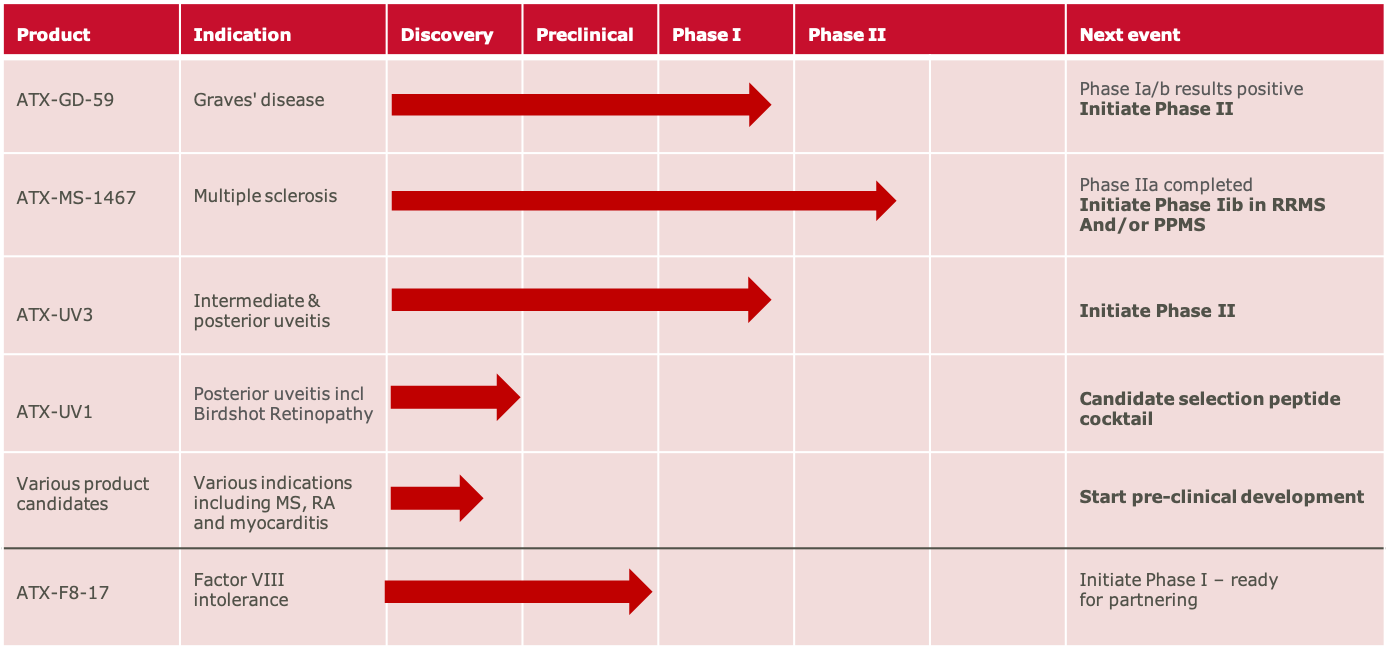 Product Indication Discovery Preclinical Phase I Phase II Next event
ATX-GD-59
Graves' disease
Phase Ia/b results positive
Initiate Phase II
ATX-MS-1467
Multiple sclerosis
Phase IIa completed
Initiate Phase Iib in RRMS
And/or PPMS
ATX-UV3
Intermediate &
posterior uveitis
Initiate Phase II
ATX-UV1
Posterior uveitis incl
Birdshot Retinopathy
Candidate selection peptide
cocktail
Various product
candidates
Various indications
including MS, RA
and myocarditis
Start pre-clinical development
ATX-F8-17
Factor VIII
intolerance
Initiate Phase I – ready
for partnering